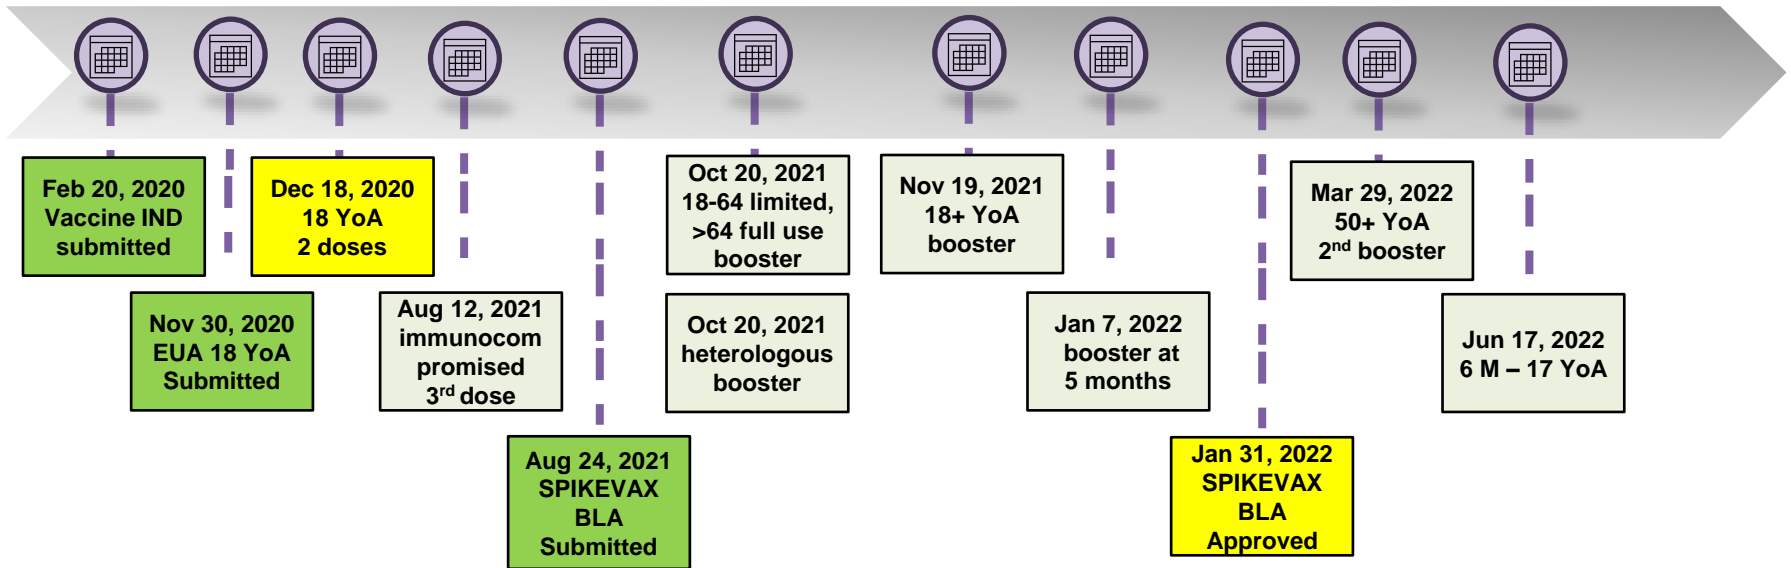 Feb 20, 2020
Vaccine IND
submitted
Nov 30, 2020
EUA 18 YoA
Submitted
Dec 18, 2020
18 YoA
2 doses
Aug 12, 2021
immunocom
promised
3rd dose
Aug 24, 2021
SPIKEVAX
BLA
Submitted
Oct 20, 2021
18-64 limited,
>64 full use
booster
Oct 20, 2021
heterologous
booster
Nov 19, 2021
18+ YoA
booster
Jan 7, 2022
booster at
5 months
Jan 31, 2022
SPIKEVAX
BLA
Approved
Mar 29, 2022
50+ YoA
2nd booster
Jun 17, 2022
6 M – 17 YoA